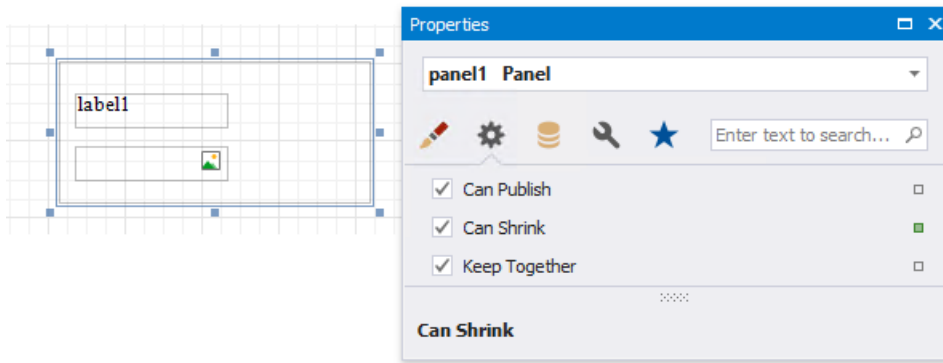 label1
Properties
panel1 Panel
Enter text to search...
Can Publish
Can Shrink
Keep Together
Can Shrink